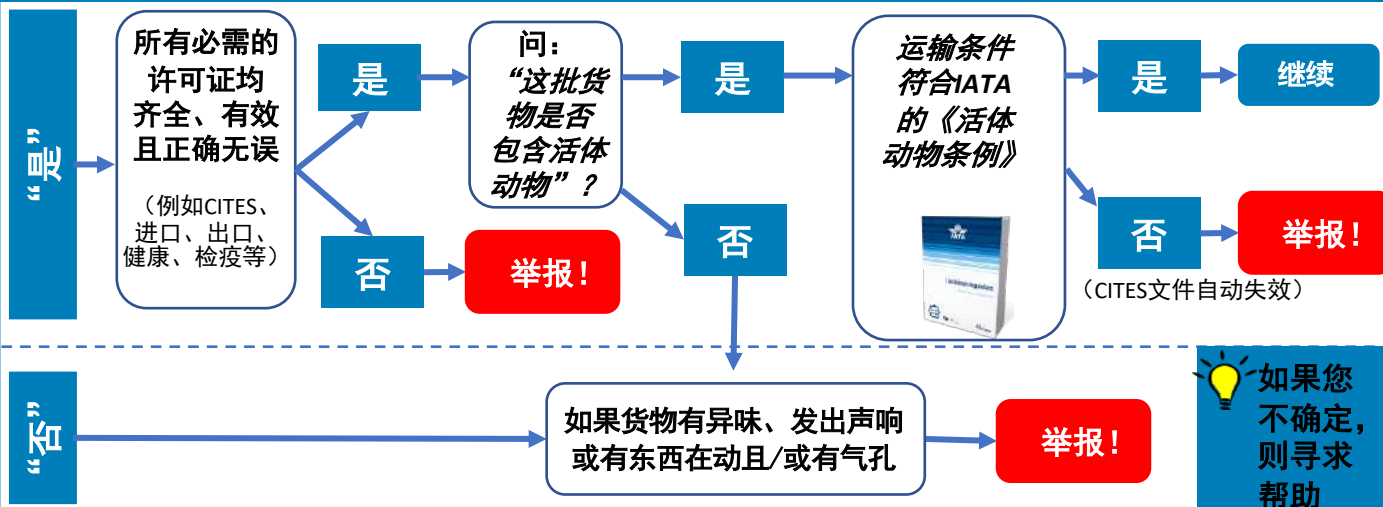 “是”
所有必需的
许可证均
齐全、有效
且正确无误
（例如CITES、
进口、出口、
健康、检疫等）
是
否
举报！
问：
“这批货
物是否
包含活体
动物”？
是
否
运输条件
符合IATA
的《活体
动物条例》
IATA
是
继续
否
举报！
（CITES文件自动失效）
“否”
如果货物有异味、发出声响
或有东西在动且/或有气孔
举报！
如果您
不确定，
则寻求
帮助